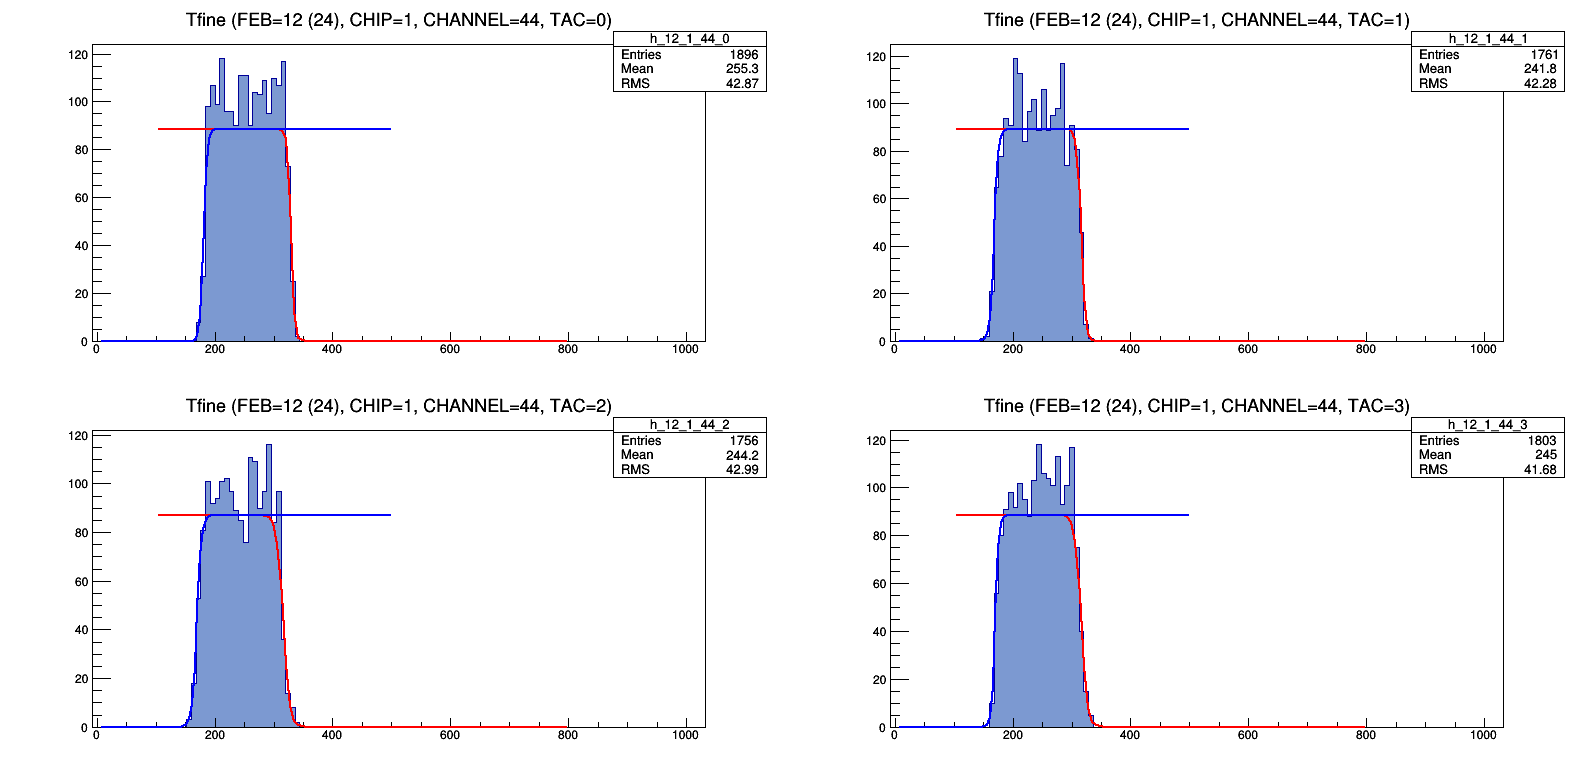 Tfine (FEB=12 (24), CHIP=1, CHANNEL=44, TAC=0)
h_12_1_44_0
Entries 1896
Mean 255.3
RMS 42.87
120
100
80
60
40
20
0
0 200 400 600 800 1000
Tfine (FEB=12 (24), CHIP=1, CHANNEL=44, TAC=1)
h_12_1_44_1
Entries 1761
Mean 241.8
RMS 42.28
120
100
80
60
40
20
0
0 200 400 600 800 1000
Tfine (FEB=12 (24), CHIP=1, CHANNEL=44, TAC=2)
h_12_1_44_2
Entries 1756
Mean 244.2
RMS 42.99
120
100
80
60
40
20
0
0 200 400 600 800 1000
Tfine (FEB=12 (24), CHIP=1, CHANNEL=44, TAC=3)
h_12_1_44_3
Entries 1803
Mean 245
RMS 41.68
120
100
80
60
40
20
0
0 200 400 600 800 1000